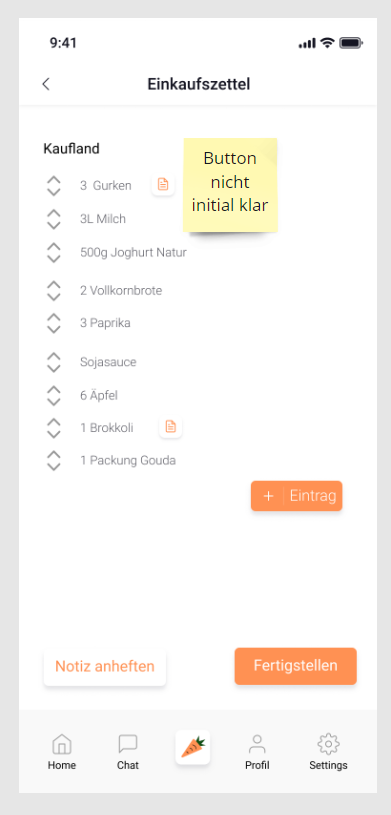 9:41
Einkaufszettel
Kaufland
Button
nicht
initial klar
3 Gurken
3L Milch
500g Joghurt Natur
2 Vollkornbrote
3 Paprika
Sojasauce
6 Äpfel
1 Brokkoli
1 Packung Gouda
+ Eintrag
Notiz anheften
Fertigstellen
Home
Chat
Profil
Settings